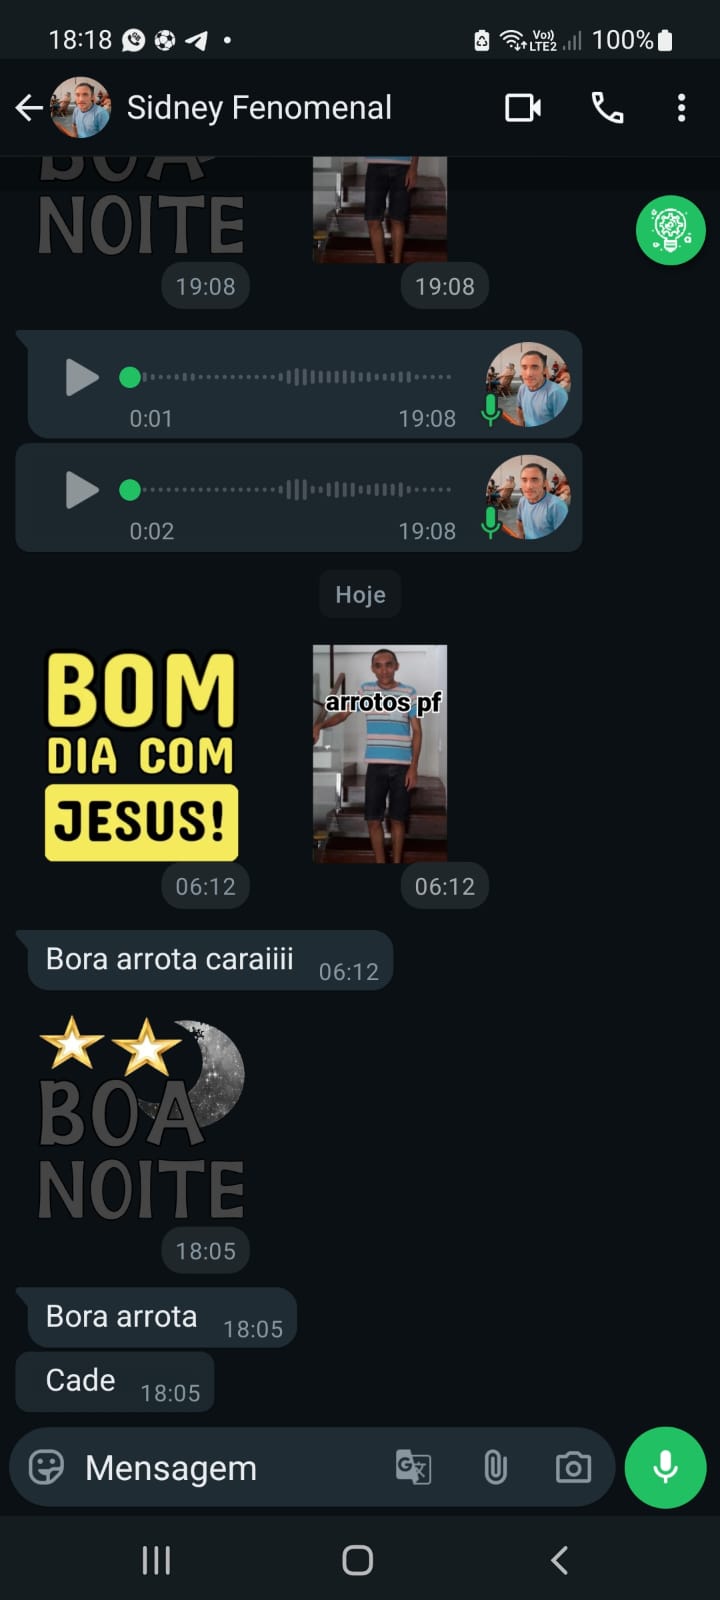 18:18
Vo))
LTE2
100%
Sidney Fenomenal
BOA
NOITE
19:08
19:08
0:01
19:08
0:02
19:08
Hoje
BOM
DIA COM
JESUS!
arrotos pf
06:12
06:12
Bora arrota caraiiii
06:12
BOA
NOITE
18:05
Bora arrota
18:05
Cade
18:05
Mensagem